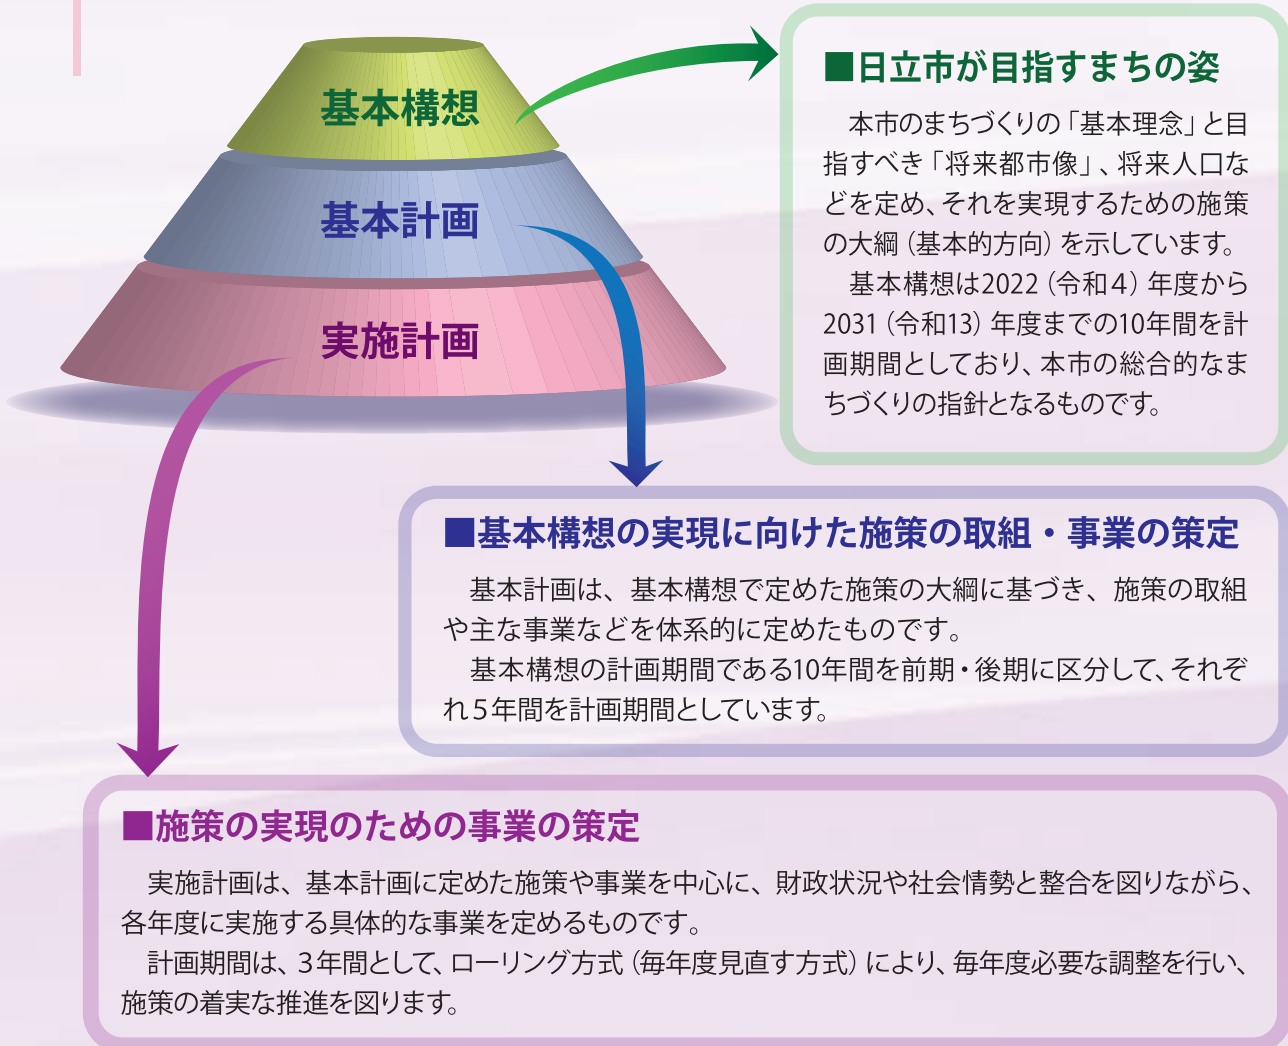 基本構想
基本計画
実施計画
■日立市が目指すまちの姿
本市のまちづくりの「基本理念」と目
指すべき「将来都市像」、将来人口な
どを定め、それを実現するための施策
の大綱（基本的方向）を示しています。
基本構想は2022（令和４）年度から
2031（令和13）年度までの10年間を計
画期間としており、本市の総合的なま
ちづくりの指針となるものです。
■基本構想の実現に向けた施策の取組・事業の策定
基本計画は、基本構想で定めた施策の大綱に基づき、施策の取組
や主な事業などを体系的に定めたものです。
基本構想の計画期間である10年間を前期・後期に区分して、それぞ
れ５年間を計画期間としています。
■施策の実現のための事業の策定
実施計画は、基本計画に定めた施策や事業を中心に、財政状況や社会情勢と整合を図りながら、
各年度に実施する具体的な事業を定めるものです。
計画期間は、３年間として、ローリング方式（毎年度見直す方式）により、毎年度必要な調整を行い、
施策の着実な推進を図ります。